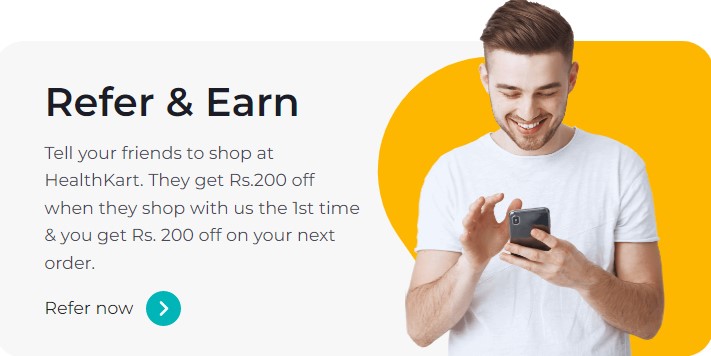 Refer & Earn
Tell your friends to shop at
HealthKart. They get Rs.200 off
when they shop with us the 1st time
& you get Rs. 200 off on your next
order.
Refer now